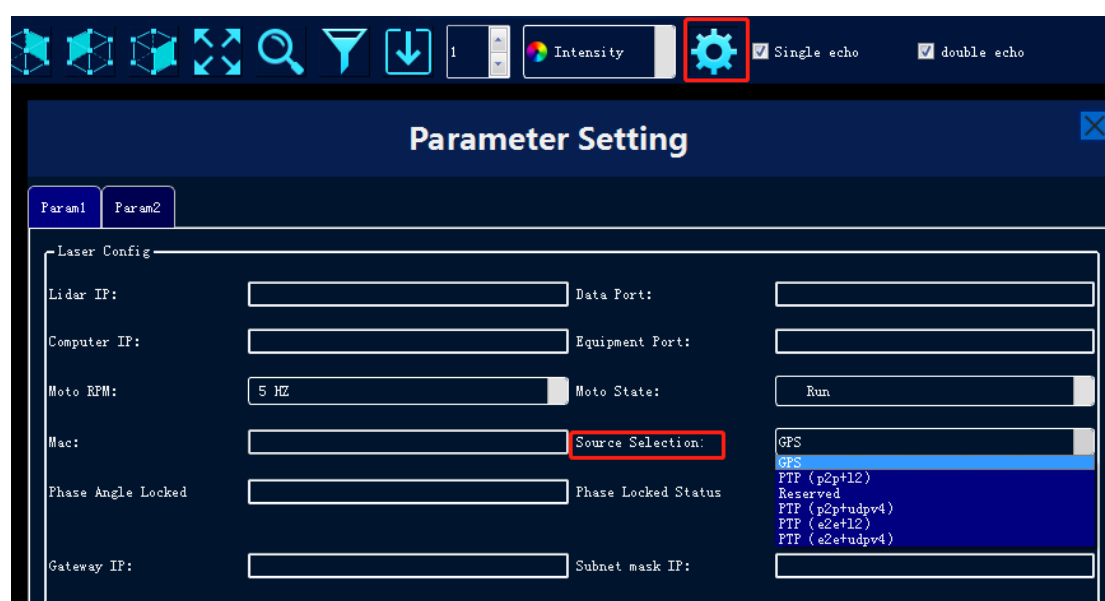 1 Intensity Single echo double echo
Parameter Setting
Param1 Param2
Laser Config
Lidar IP: Data Port:
Computer IP: Equipment Port:
Moto RPM: 5 HZ Moto State: Run
Mac: Source Selection: GPS
GPS
PTP (p2p+l2)
Phase Angle Locked Phase Locked Status
Reserved
PTP (p2p+udpv4)
PTP (e2e+l2)
PTP (e2e+udpv4)
Gateway IP: Subnet mask IP: